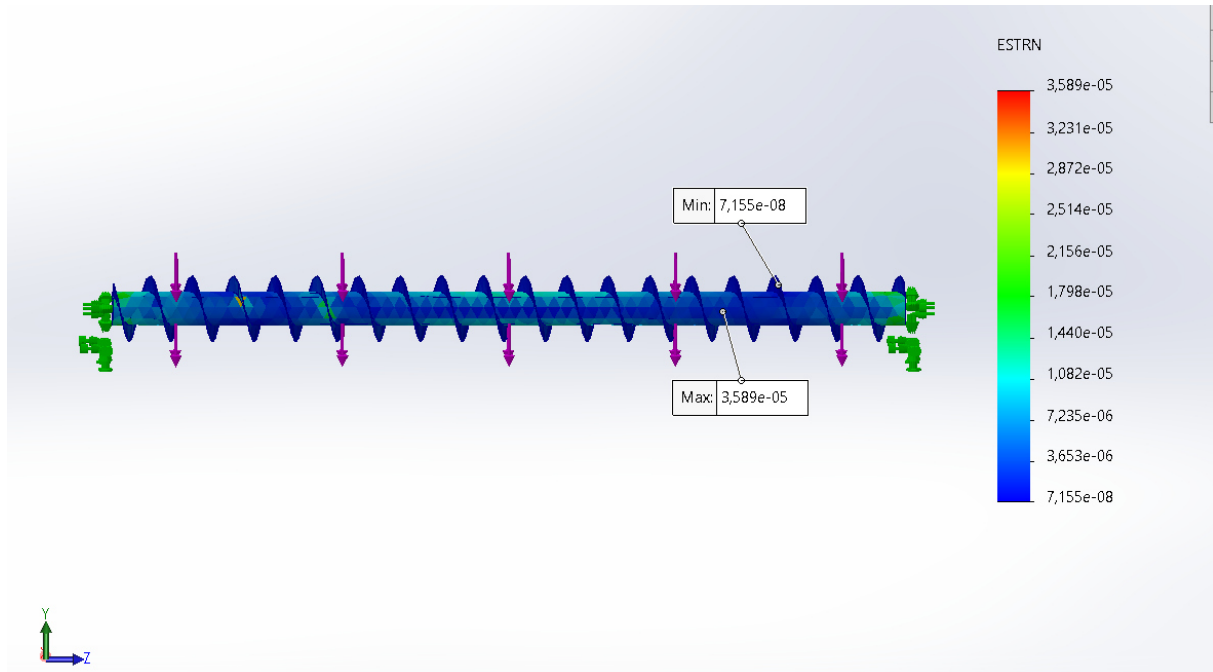 ESTRN
3,589e-05
3,231e-05
2,872e-05
2,514e-05
2,156e-05
1,798e-05
1,440e-05
1,082e-05
7,235e-06
3,653e-06
7,155e-08
Min: 7,155e-08
Max: 3,589e-05
Y
Z